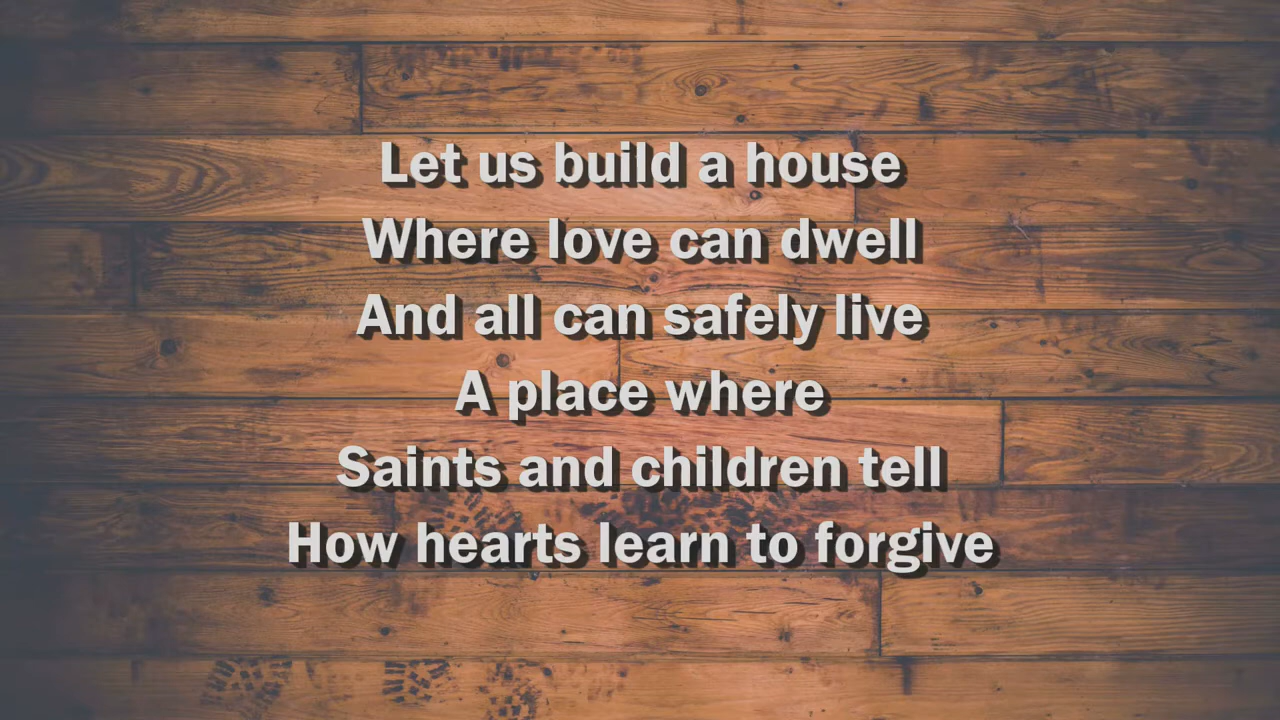 Let us build a house
Where love can dwell
And all can safely live
A place where
Saints and children tell
How hearts learn to forgive